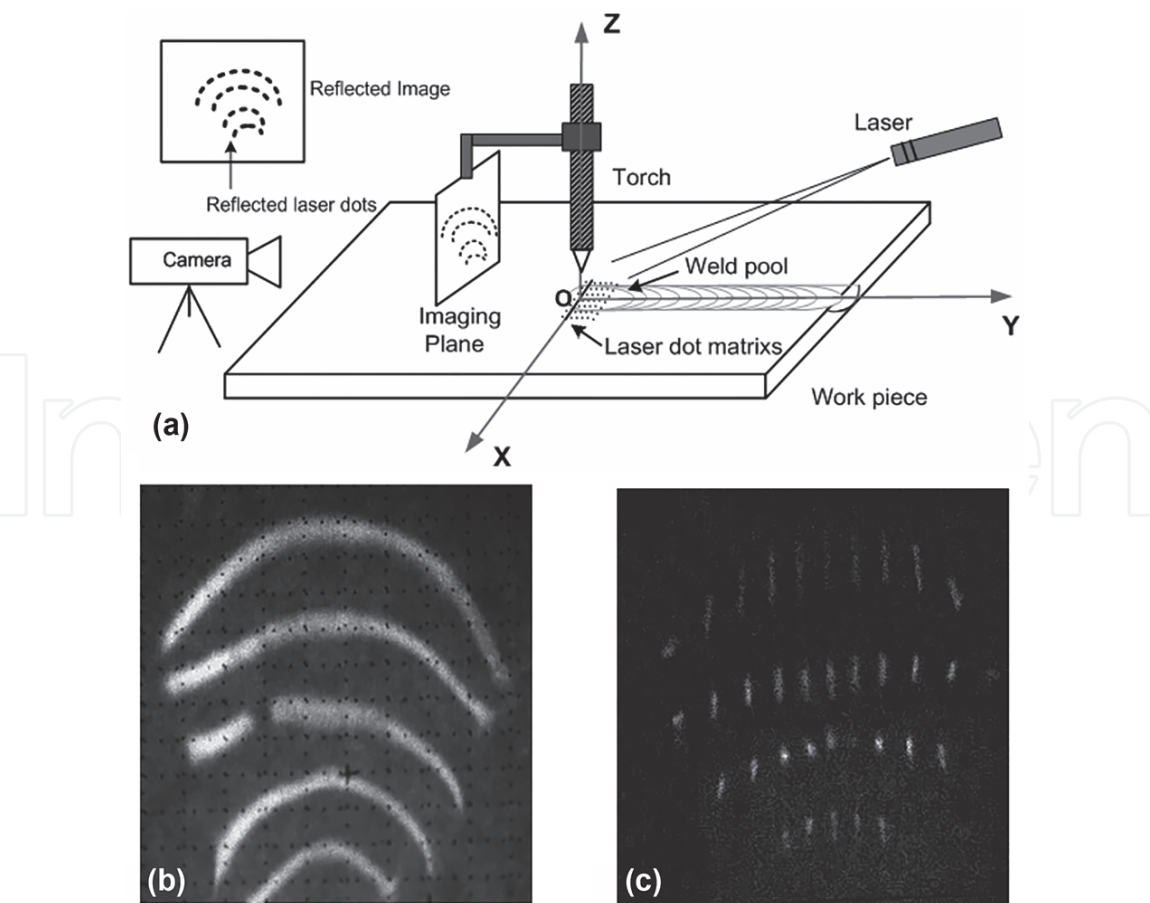 Z
Reflected Image
Laser
Torch
Reflected laser dots
Camera
Weld pool
O
Imaging
Plane
Y
Laser dot matrixs
Work piece
(a)
X
(b)
(c)